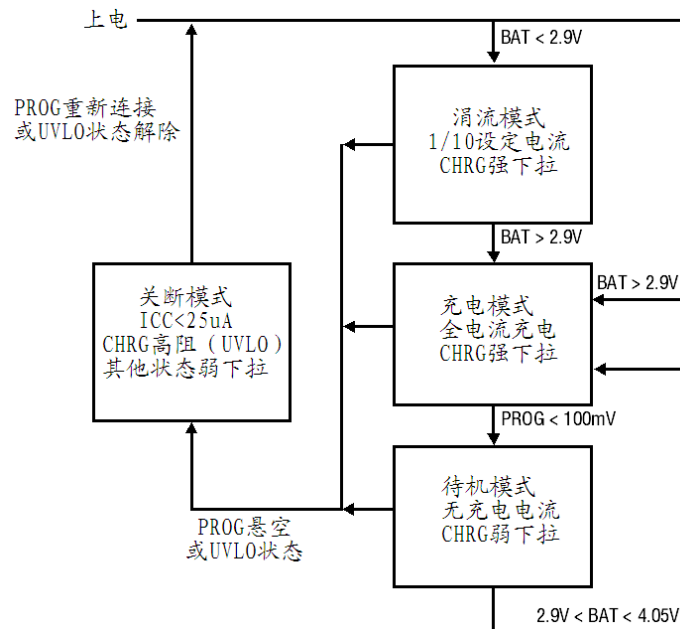 上电
BAT < 2.9V
PROG重新连接
或UVLO状态解除
涓流模式
1/10设定电流
CHRG强下拉
BAT > 2.9V
关断模式
ICC<25uA
CHRG高阻（UVLO）
其他状态弱下拉
BAT > 2.9V
充电模式
全电流充电
CHRG强下拉
PROG < 100mV
待机模式
无充电电流
CHRG弱下拉
PROG悬空
或UVLO状态
2.9V < BAT < 4.05V